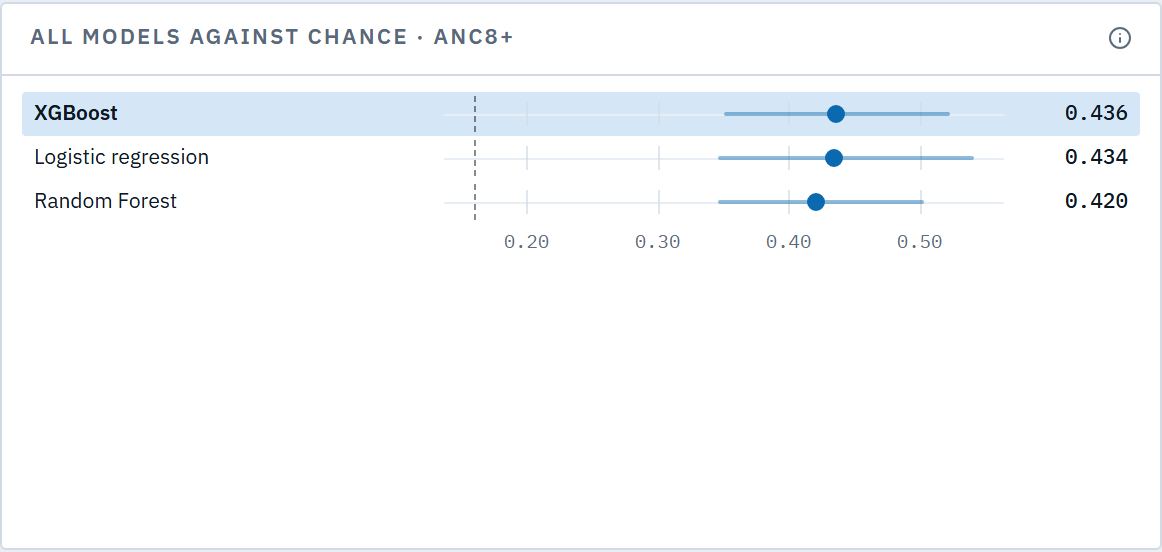 ALL MODELS AGAINST CHANCE · ANC8+
XGBoost 0.436
Logistic regression 0.434
Random Forest 0.420
0.20 0.30 0.40 0.50